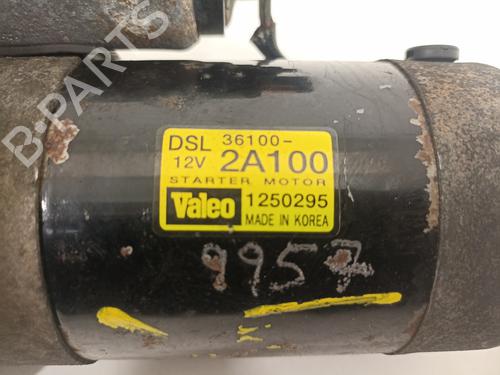 DSL 36100-
12V 2A100
STARTER MOTOR
Valeo 1250295
MADE IN KOREA
9957
B-PARTS